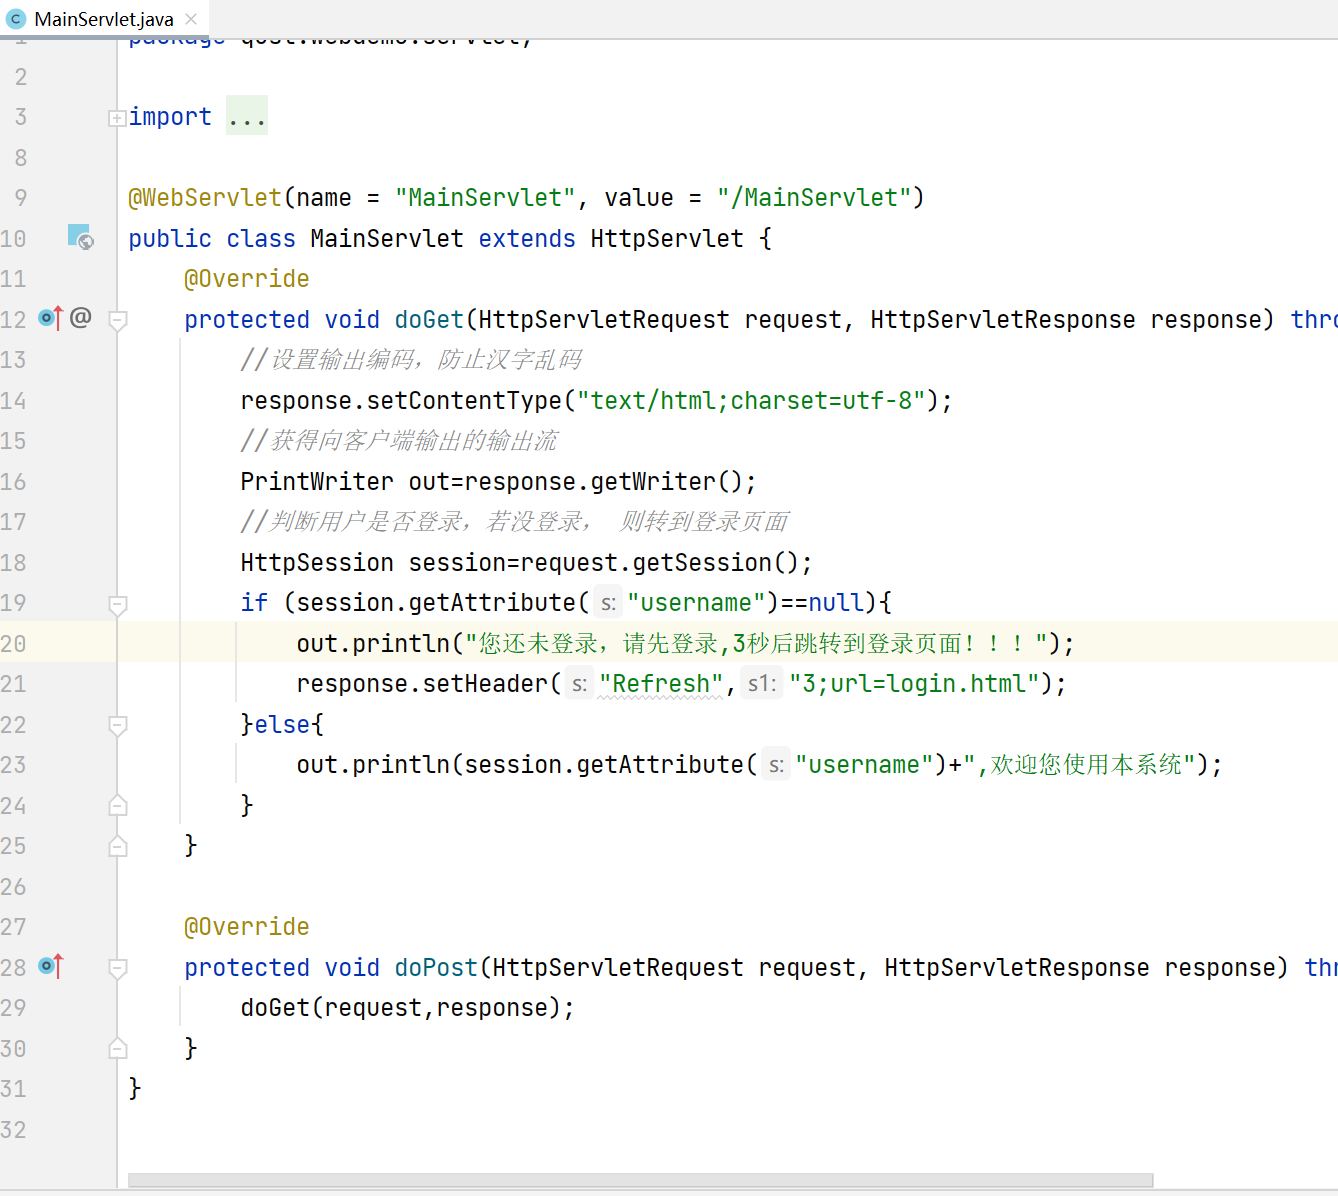 MainServlet.java
2
3 import ...
8
9 @WebServlet(name = "MainServlet", value = "/MainServlet")
10 public class MainServlet extends HttpServlet {
11 @Override
12 @ protected void doGet(HttpServletRequest request, HttpServletResponse response)
13 //设置输出编码，防止汉字乱码
14 response.setContentType("text/html;charset=utf-8");
15 //获得向客户端输出的输出流
16 PrintWriter out=response.getWriter();
17 //判断用户是否登录，若没登录， 则转到登录页面
18 HttpSession session=request.getSession();
19 if (session.getAttribute( s: "username")==null){
20 out.println("您还未登录，请先登录,3秒后跳转到登录页面！！！");
21 response.setHeader( s: "Refresh", s1: "3;url=login.html");
22 }else{
23 out.println(session.getAttribute( s: "username")+",欢迎您使用本系统");
24 }
25 }
26
27 @Override
28 protected void doPost(HttpServletRequest request, HttpServletResponse response)
29 doGet(request,response);
30 }
31 }
32